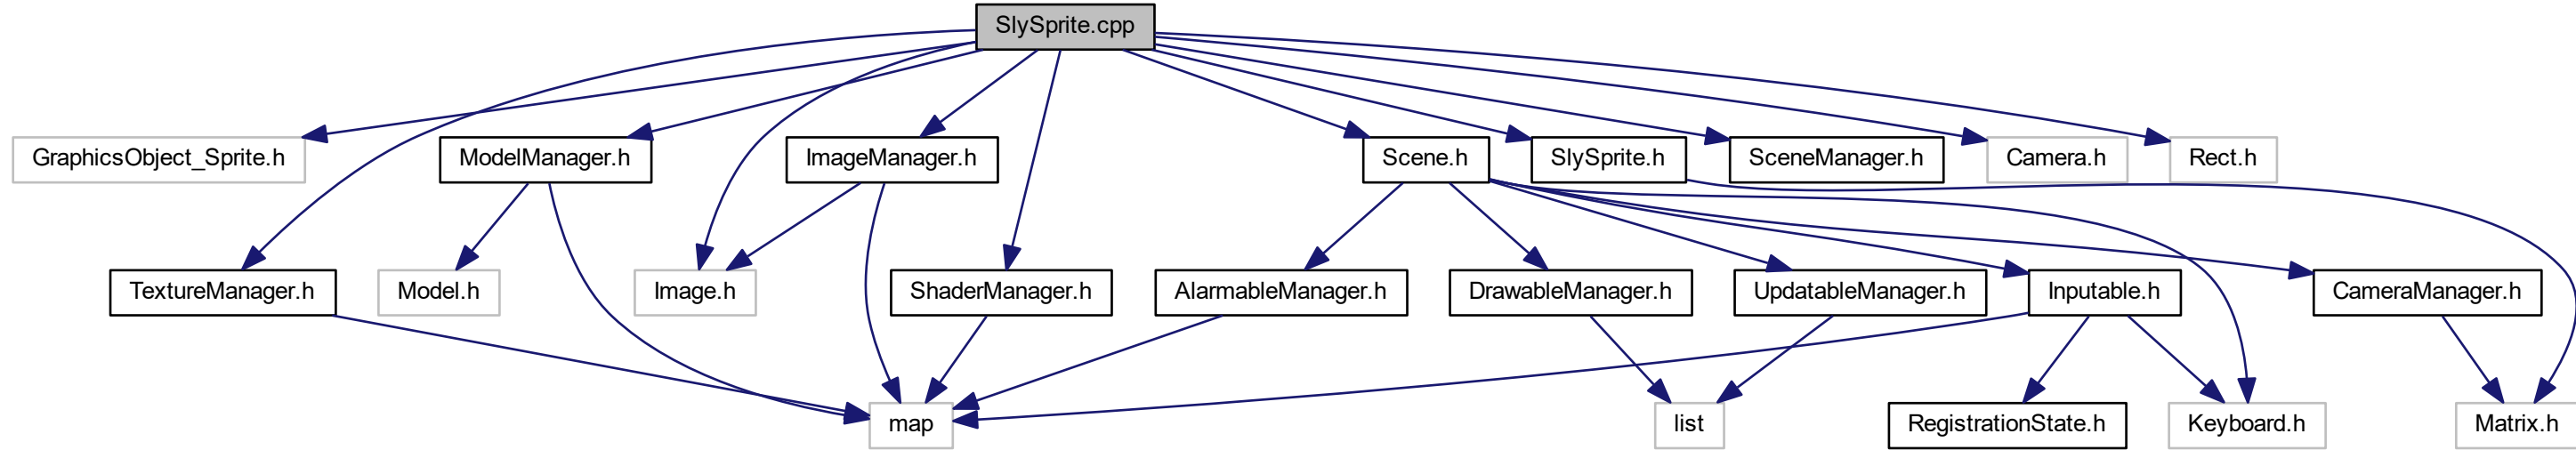 SlySprite.cpp
GraphicsObject_Sprite.h
ModelManager.h
ImageManager.h
Scene.h
SlySprite.h
SceneManager.h
Camera.h
Rect.h
TextureManager.h
Model.h
Image.h
ShaderManager.h
AlarmableManager.h
DrawableManager.h
UpdatableManager.h
Inputable.h
CameraManager.h
map
list
RegistrationState.h
Keyboard.h
Matrix.h